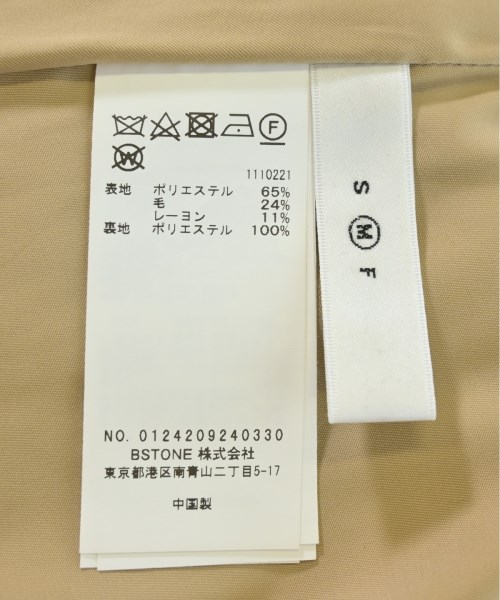 F
W
1110221
表地 ポリエステル 65%
毛 24%
レーヨン 11%
裏地 ポリエステル 100%
NO. 0124209240330
BSTONE 株式会社
東京都港区南青山二丁目5-17
中国製
S
M
F